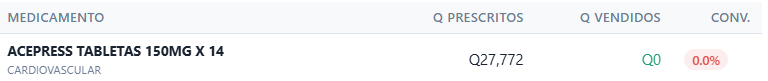 MEDICAMENTO Q PRESCRITOS Q VENDIDOS CONV.
ACEPRESS TABLETAS 150MG X 14 Q27,772 Q0 0.0%
CARDIOVASCULAR